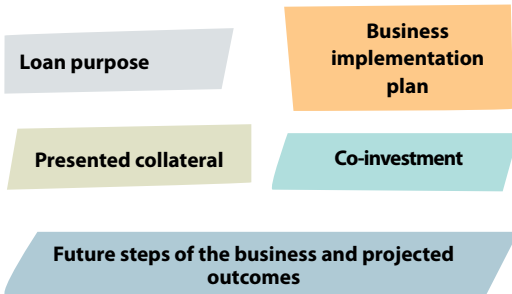 Loan purpose
Business
implementation
plan
Presented collateral
Co-investment
Future steps of the business and projected
outcomes